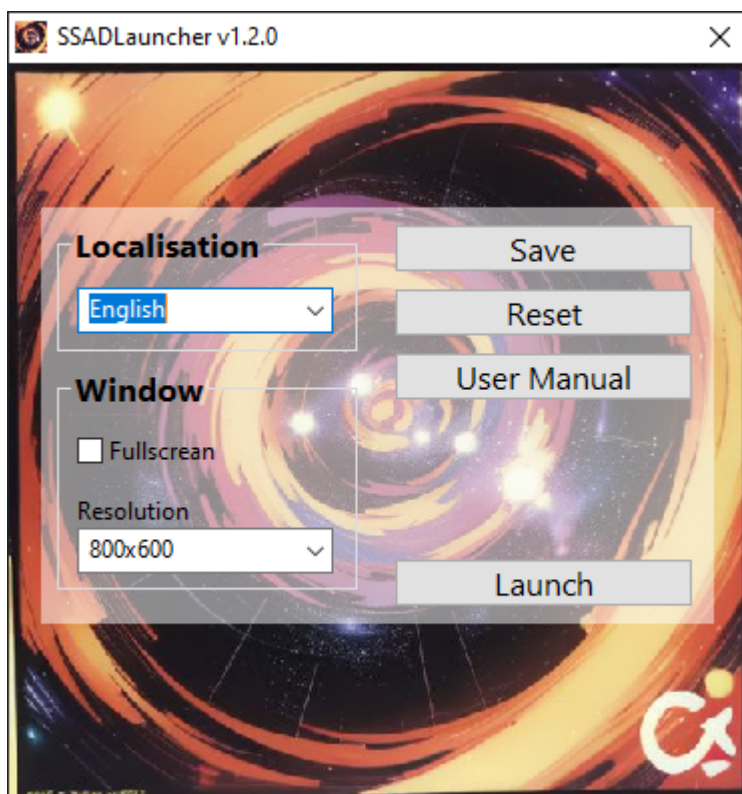 SSADLauncher v1.2.0
Localisation
English
Window
Fullscrean
Resolution
800x600
Save
Reset
User Manual
Launch